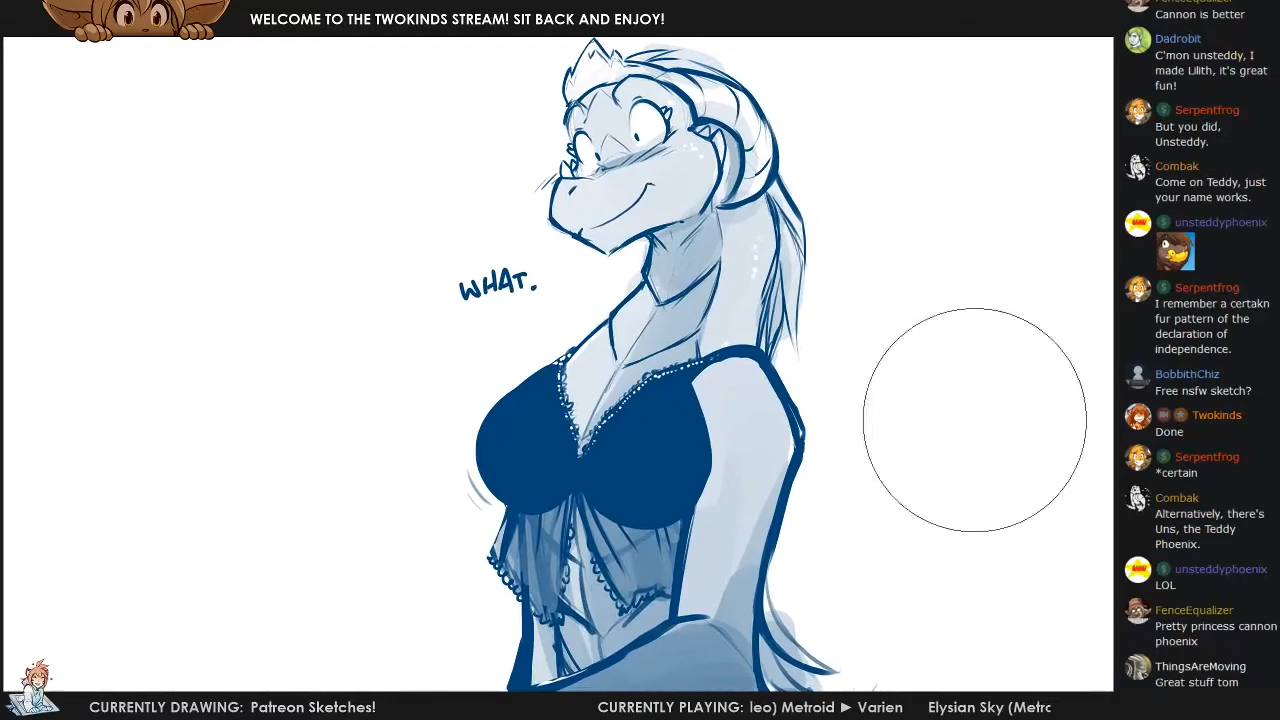 WELCOME TO THE TWOKINDS STREAM! SIT BACK AND ENJOY!
WHAT.
Cannon is better
Dadrobit
C'mon unsteddy, I
made Lilith, it's great
fun!
Serpentfrog
But you did,
Unsteddy.
Combak
Come on Teddy, just
your name works.
unsteddyphoenix
Serpentfrog
I remember a certakn
fur pattern of the
declaration of
independence.
BobbithChiz
Free nsfw sketch?
Twokinds
Done
Serpentfrog
*certain
Combak
Alternatively, there's
Uns, the Teddy
Phoenix.
unsteddyphoenix
LOL
FenceEqualizer
Pretty princess cannon
phoenix
ThingsAreMoving
Great stuff tom
CURRENTLY DRAWING: Patreon Sketches!
CURRENTLY PLAYING: leo) Metroid ► Varien Elysian Sky (Metro